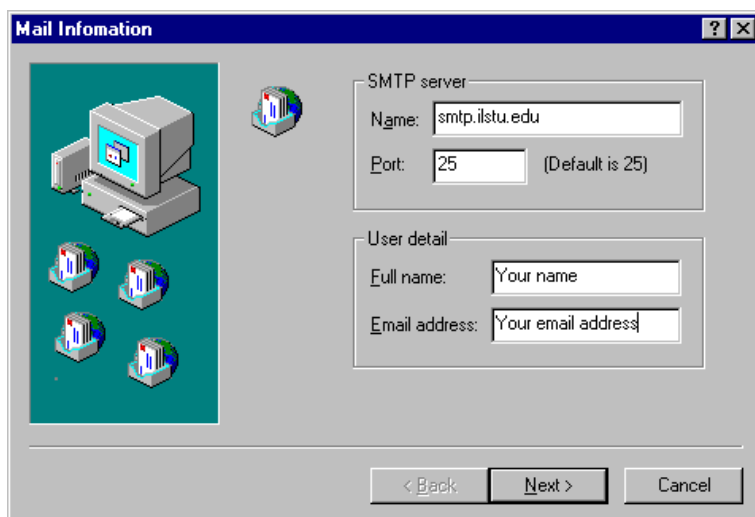 Mail Infomation
SMTP server
Name: smtp.ilstu.edu
Port: 25 (Default is 25)
User detail
Full name: Your name
Email address: Your email address
< Back Next > Cancel